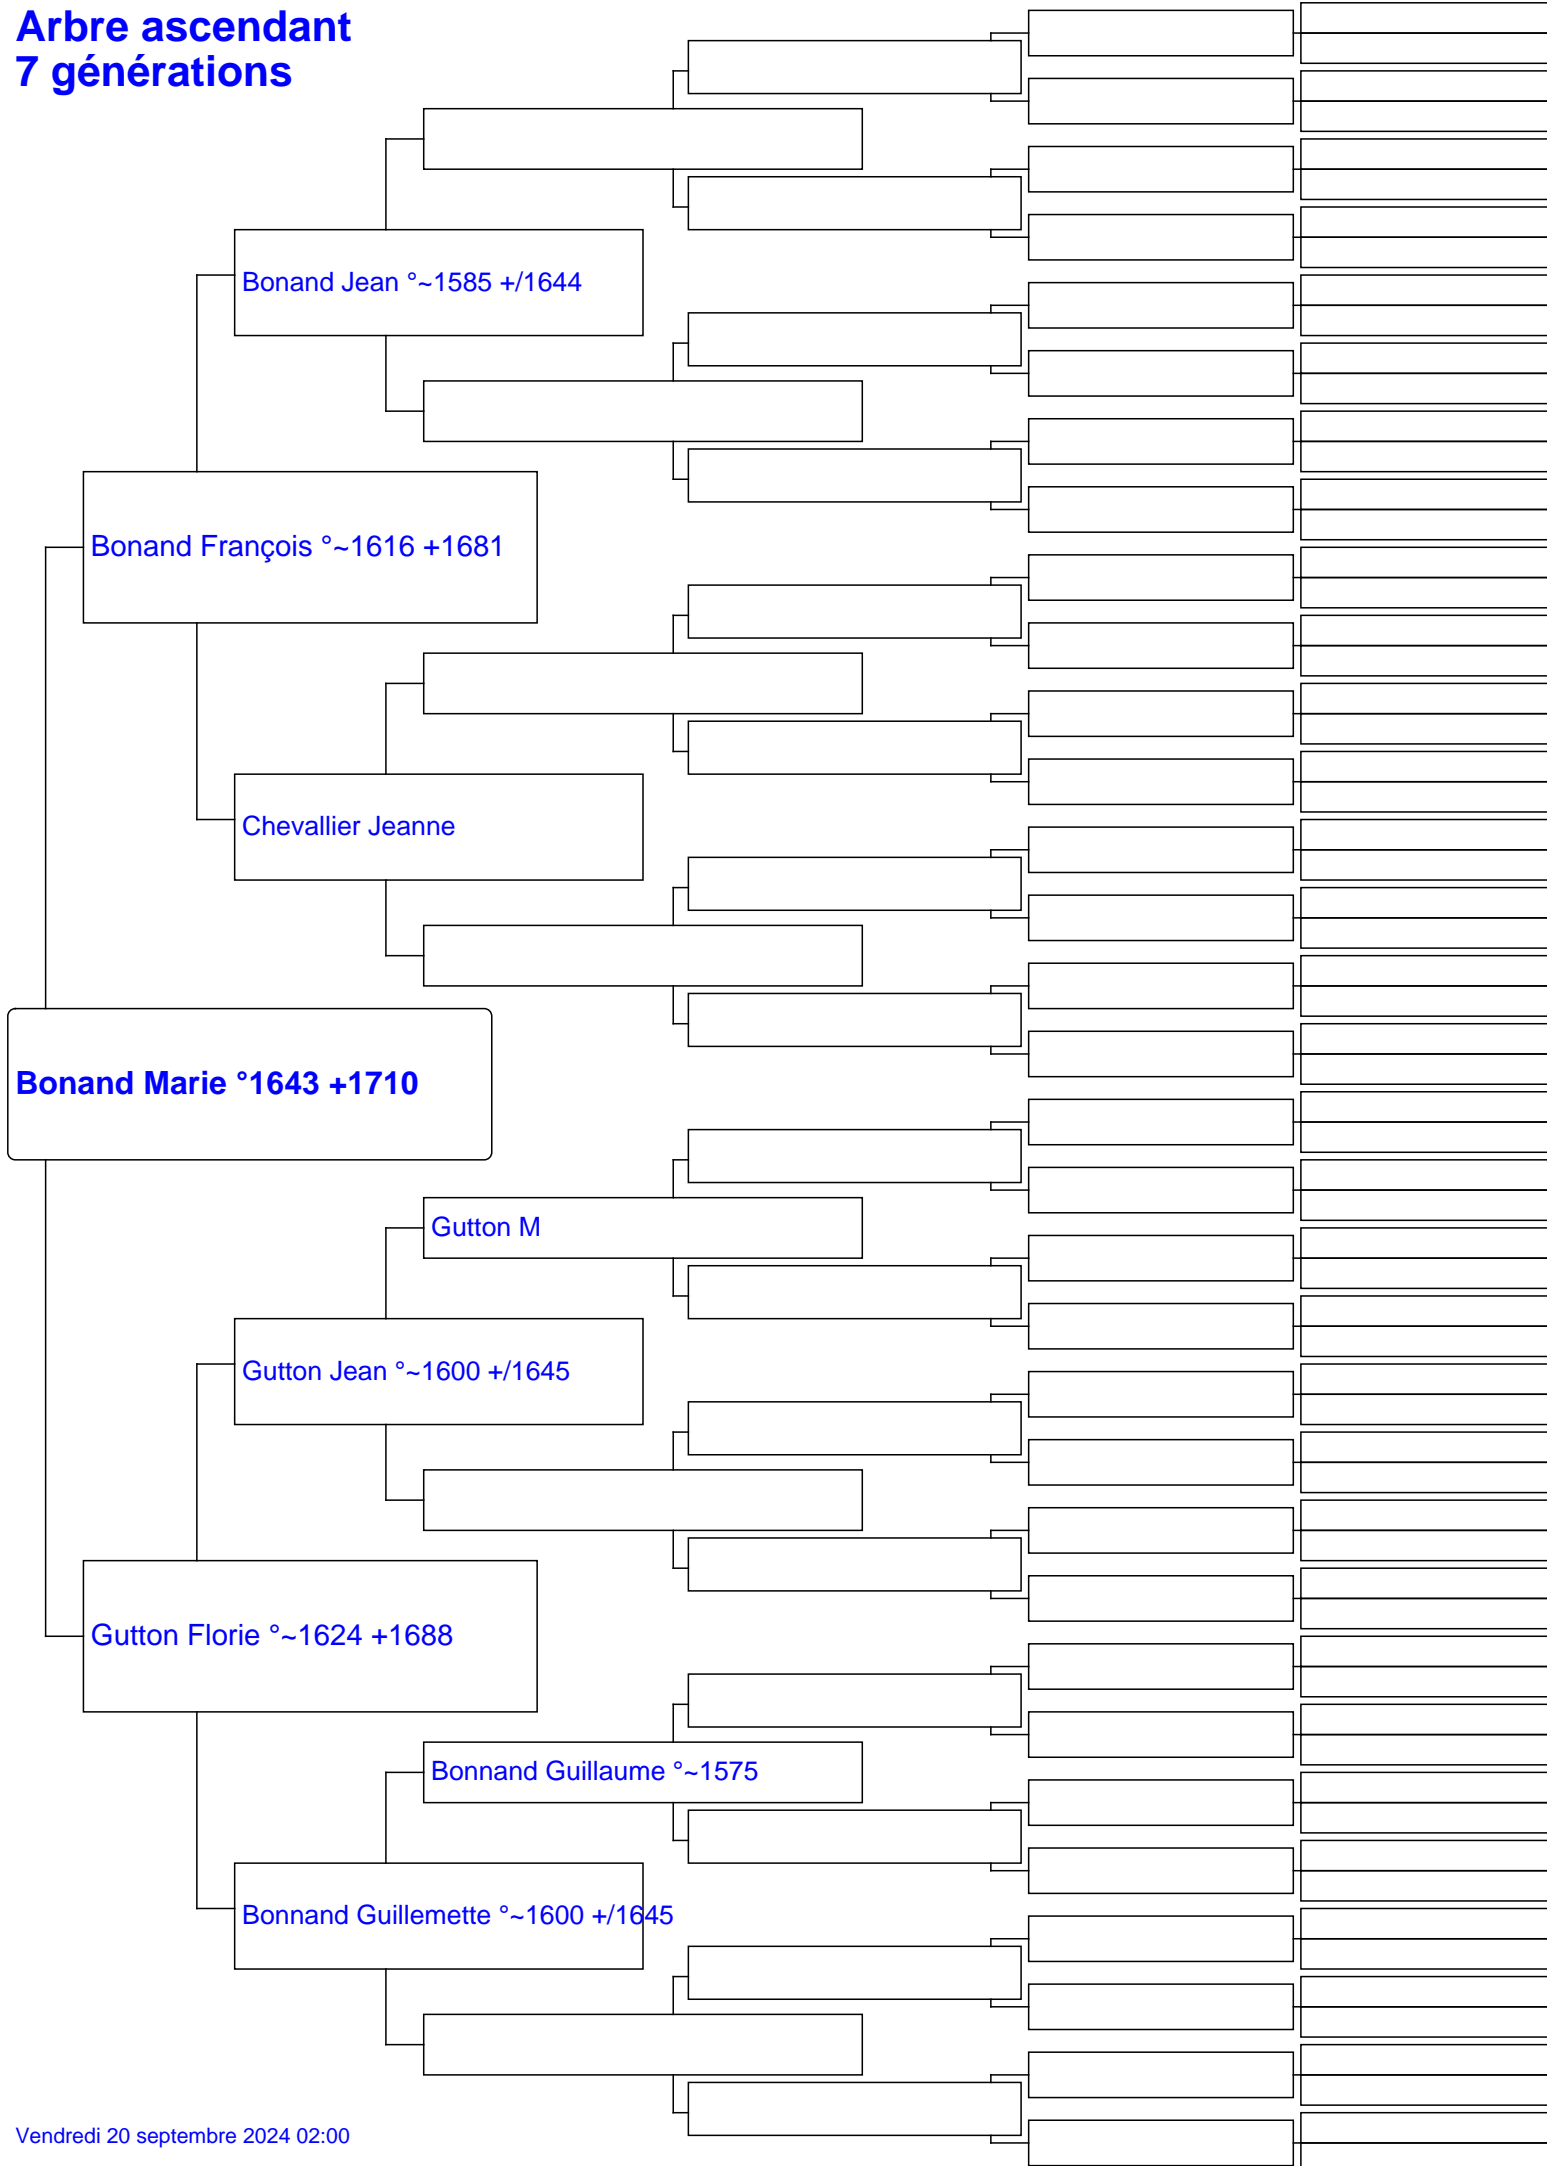 Arbre ascendant
7 générations
Bonand Jean °~1585 +/1644
Bonand François °~1616 +1681
Chevallier Jeanne
Bonand Marie °1643 +1710
Gutton M
Gutton Jean °~1600 +/1645
Gutton Florie °~1624 +1688
Bonnand Guillaume °~1575
Bonnand Guillemette °~1600 +/1645
Vendredi 20 septembre 2024 02:00